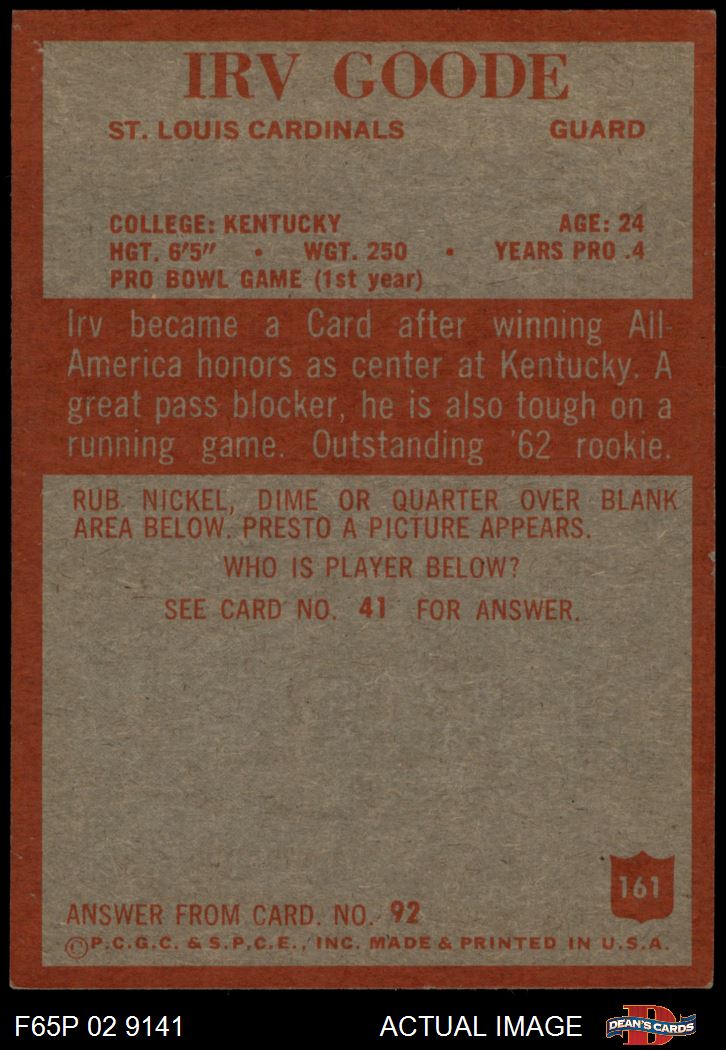 IRV GOODE
ST. LOUIS CARDINALS GUARD
COLLEGE: KENTUCKY AGE: 24
HGT. 6'5" • WGT. 250 • YEARS PRO .4
PRO BOWL GAME (1st year)
Irv became a Card after winning All-
America honors as center at Kentucky. A
great pass blocker, he is also tough on a
running game. Outstanding '62 rookie.
RUB NICKEL, DIME OR QUARTER OVER BLANK
AREA BELOW. PRESTO A PICTURE APPEARS.
WHO IS PLAYER BELOW?
SEE CARD NO. 41 FOR ANSWER.
161
ANSWER FROM CARD. NO. 92
©P.C.G.C. & S.P.C.E., INC. MADE & PRINTED IN U.S.A.
F65P 02 9141 ACTUAL IMAGE D DEAN'S CARDS